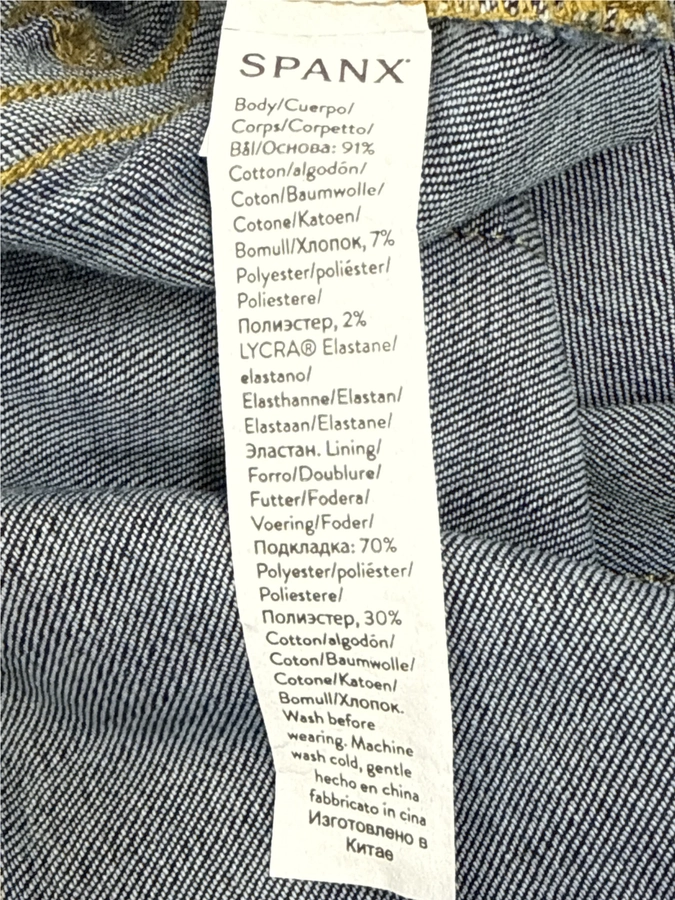 SPANX®
Body/Cuerpo/
Corps/Corpetto/
Bål/Основа: 91%
Cotton/algodón/
Coton/Baumwolle/
Cotone/Katoen/
Bomull/Хлопок, 7%
Polyester/poliéster/
Poliestere/
Полиэстер, 2%
LYCRA® Elastane/
elastano/
Elasthanne/Elastan/
Elastaan/Elastane/
Эластан. Lining/
Forro/Doublure/
Futter/Fodera/
Voering/Foder/
Подкладка: 70%
Polyester/poliéster/
Poliestere/
Полиэстер, 30%
Cotton/algodón/
Coton/Baumwolle/
Cotone/Katoen/
Bomull/Хлопок.
Wash before
wearing. Machine
wash cold, gentle
hecho en china
fabbricato in cina
Изготовлено в
Китае